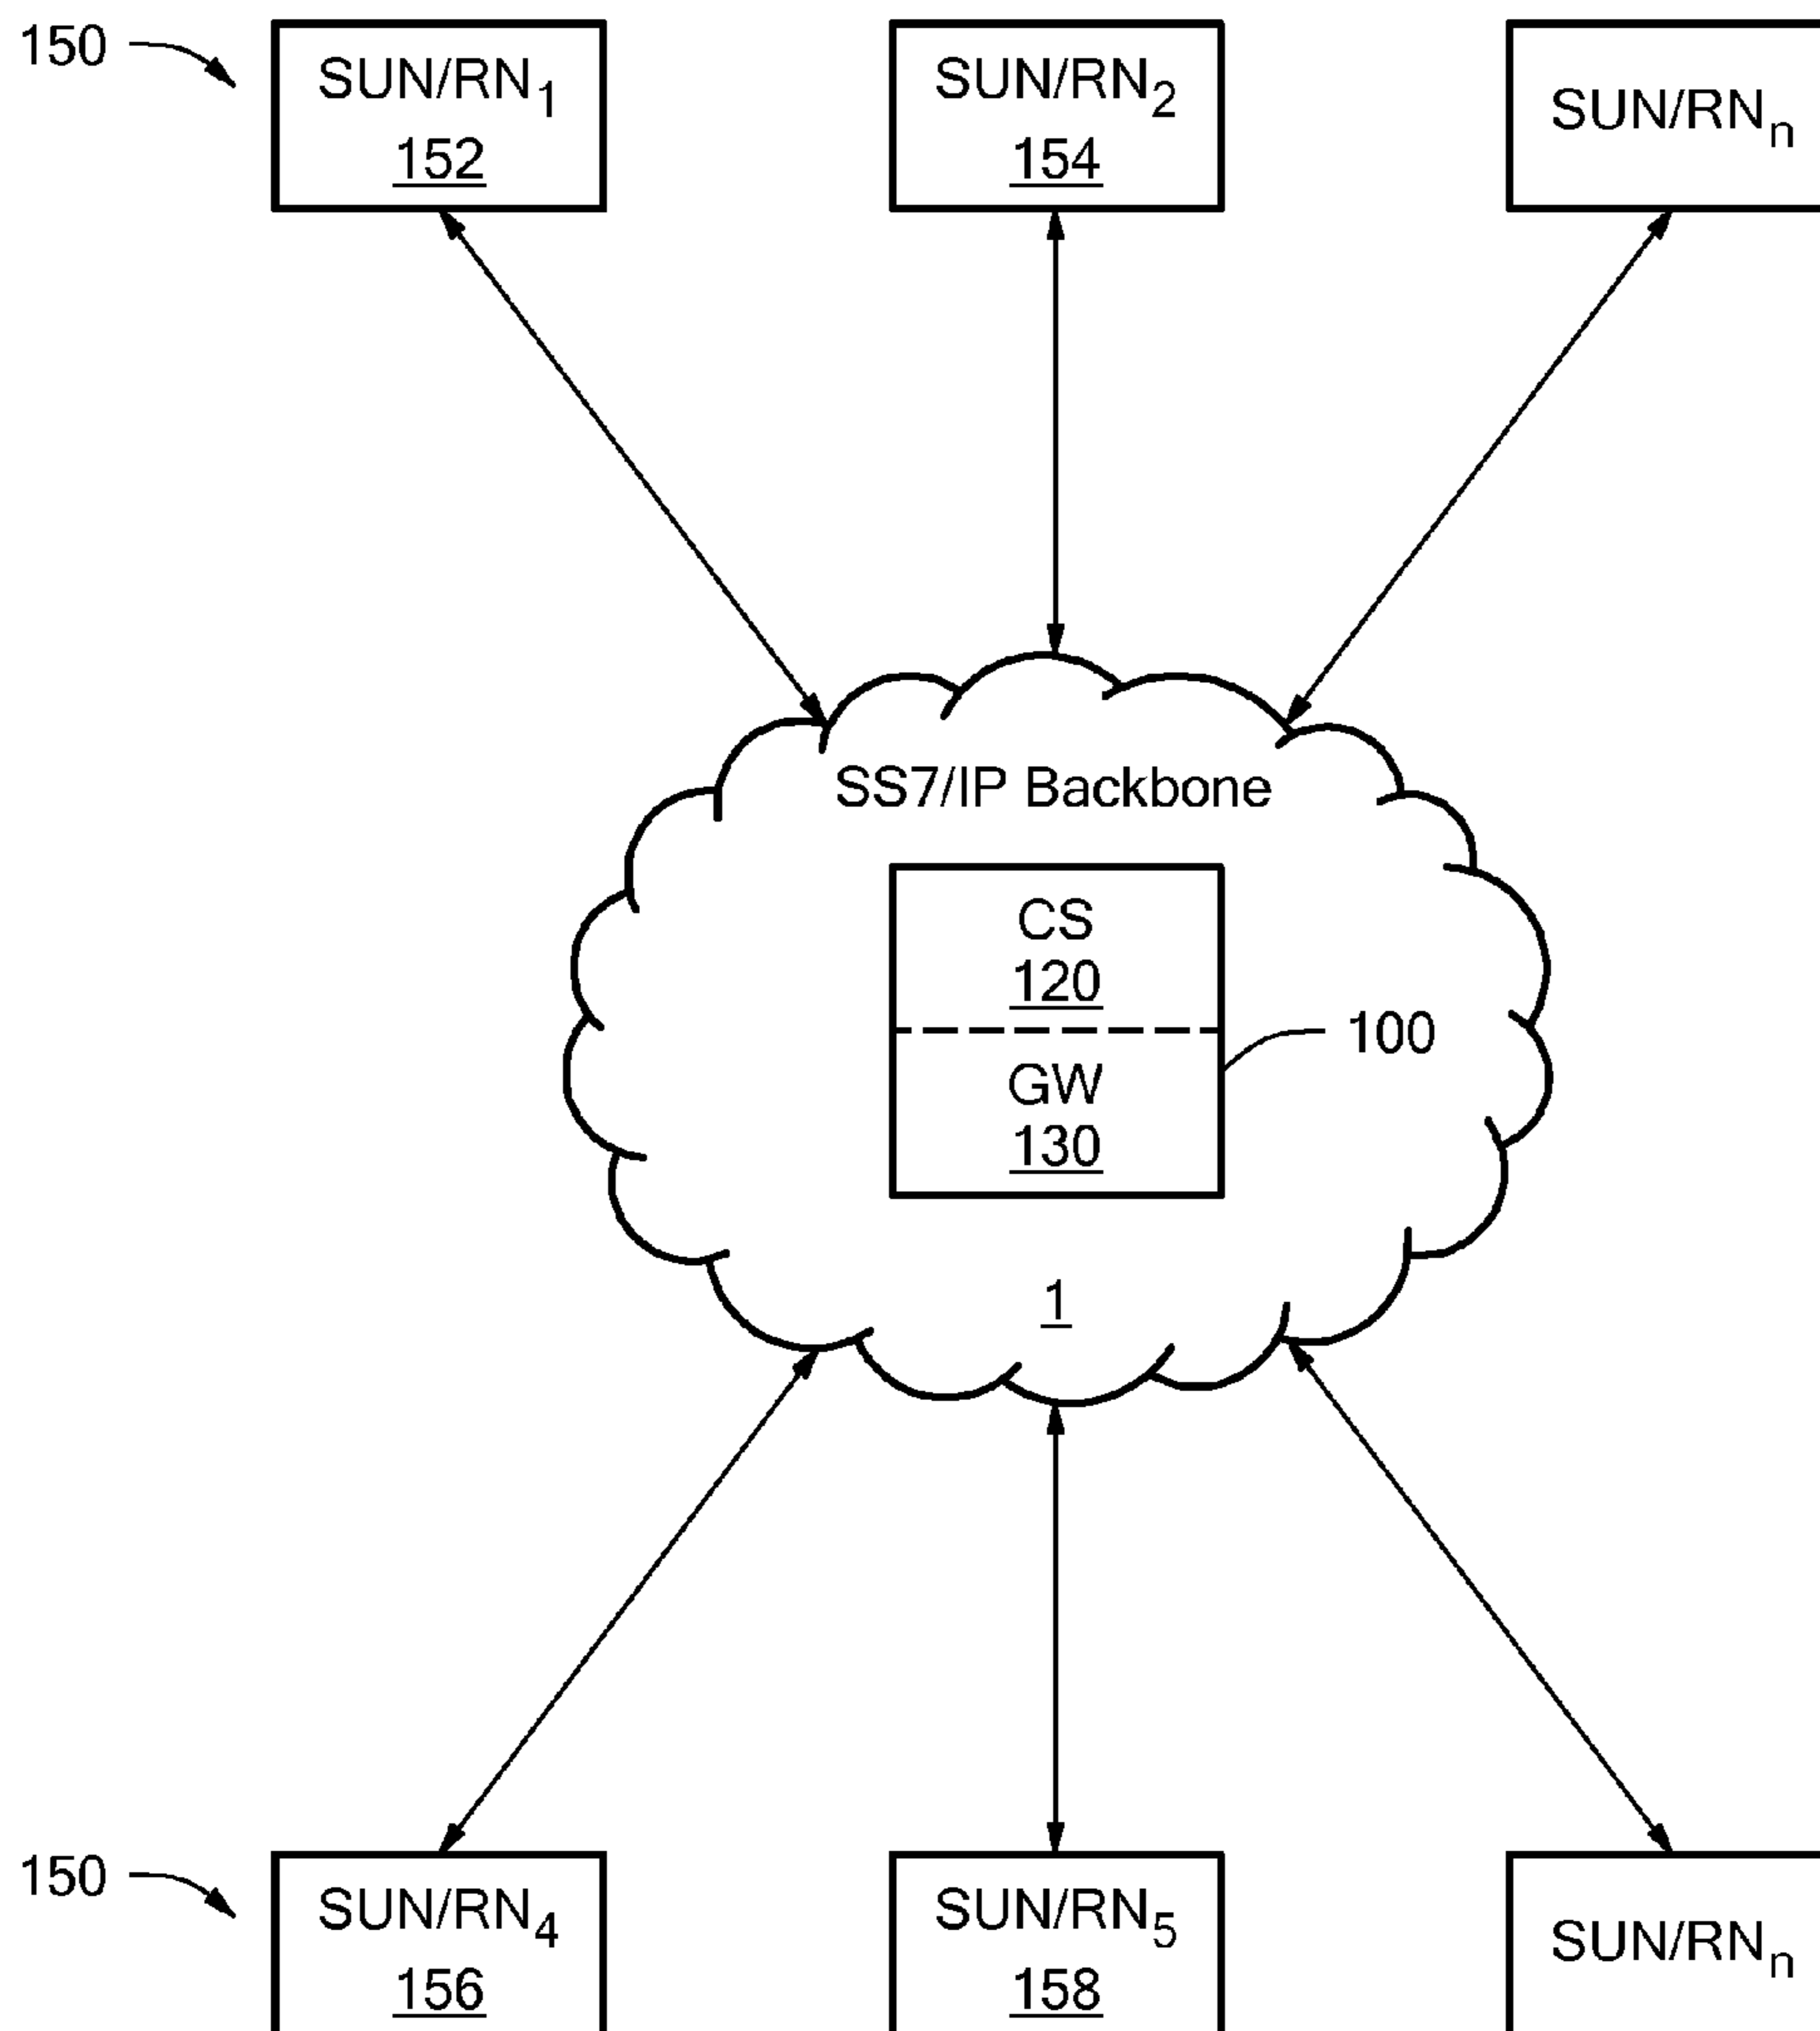 150
SUN/RN1
152
SUN/RN2
154
SUN/RNn
SS7/IP Backbone
CS
120
GW
130
100
1
150
SUN/RN4
156
SUN/RN5
158
SUN/RNn